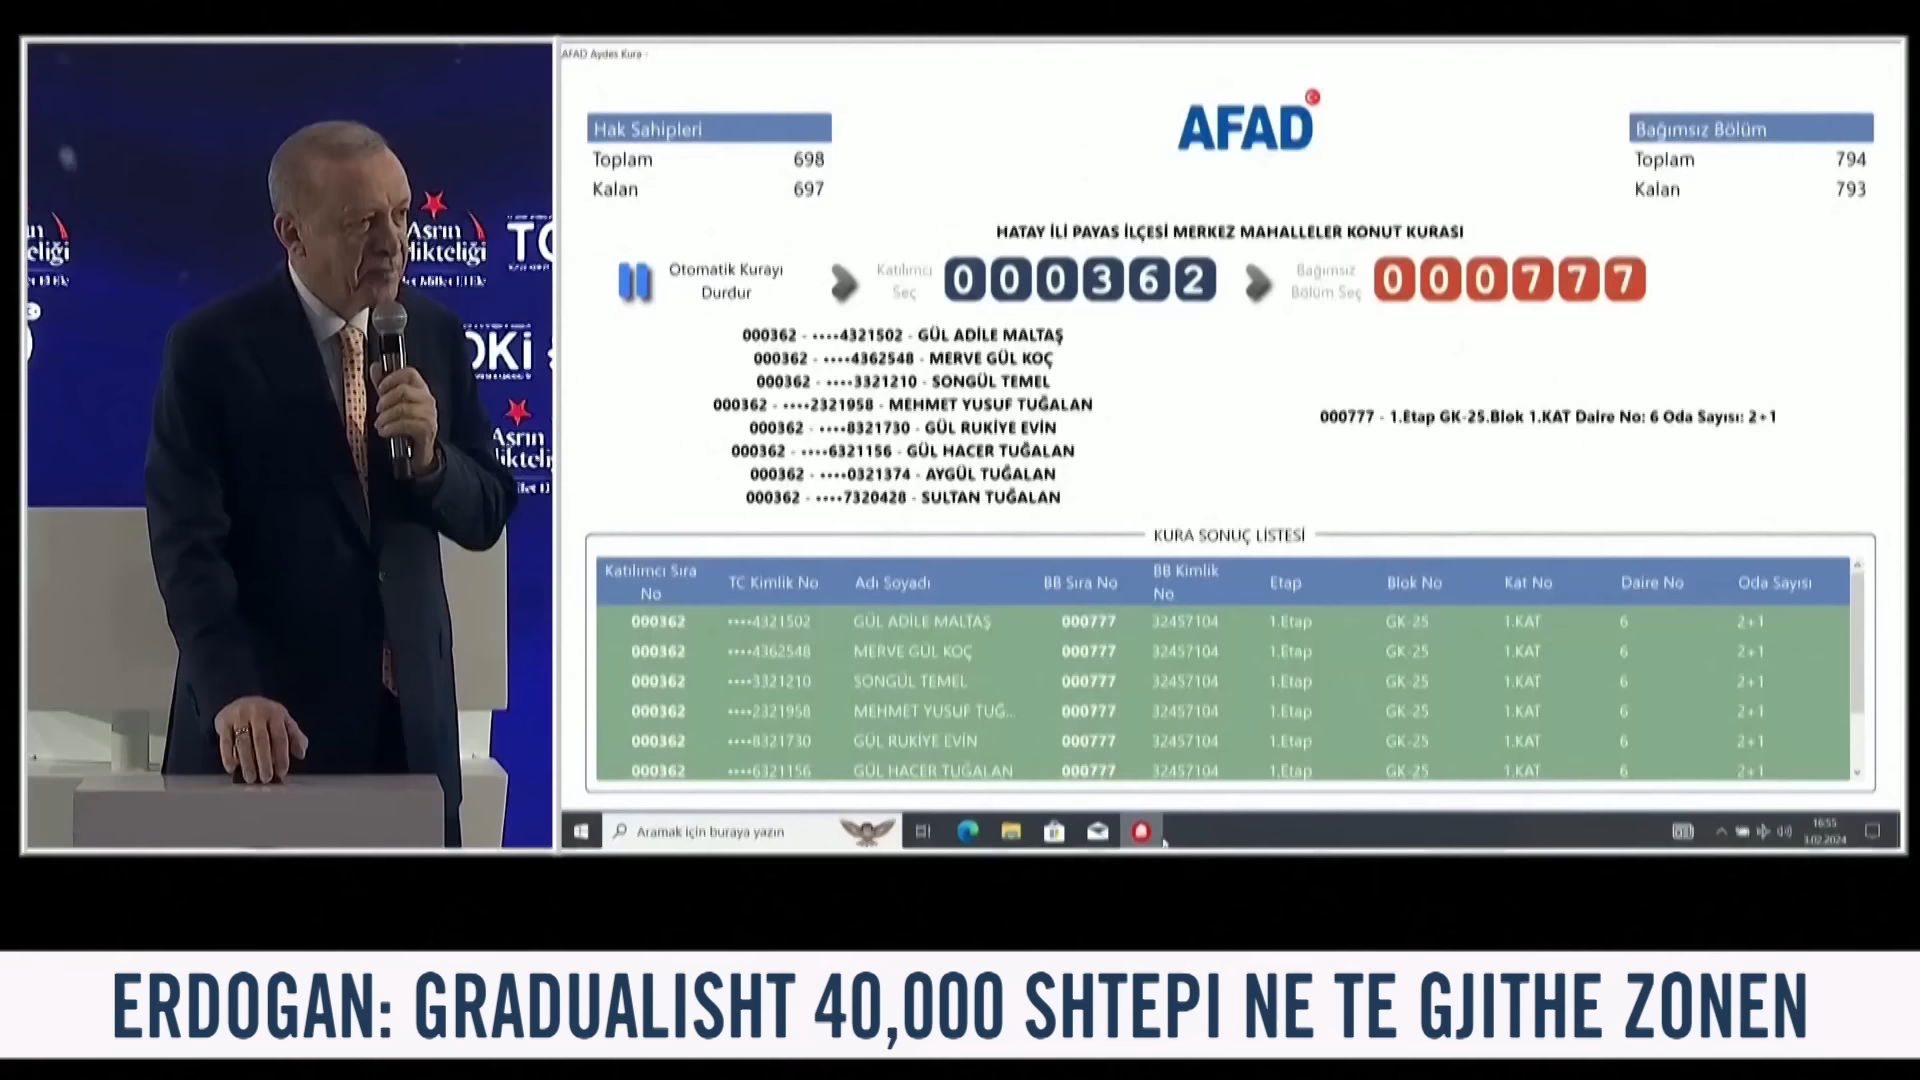 AFAD Aydes Kura -
AFAD
Hak Sahipleri
Toplam 698
Kalan 697
Bağımsız Bölüm
Toplam 794
Kalan 793
HATAY İLİ PAYAS İLÇESİ MERKEZ MAHALLELER KONUT KURASI
Otomatik Kurayı
Durdur
Katılımcı
Seç
000362
Bağımsız
Bölüm Seç
000777
000362 - ****4321502 - GÜL ADİLE MALTAŞ
000362 - ****4362548 - MERVE GÜL KOÇ
000362 - ****3321210 - SONGÜL TEMEL
000362 - ****2321958 - MEHMET YUSUF TUĞALAN
000362 - ****8321730 - GÜL RUKİYE EVİN
000362 - ****6321156 - GÜL HACER TUĞALAN
000362 - ****0321374 - AYGÜL TUĞALAN
000362 - ****7320428 - SULTAN TUĞALAN
000777 - 1.Etap GK-25.Blok 1.KAT Daire No: 6 Oda Sayısı: 2+1
KURA SONUÇ LİSTESİ
Katılımcı Sıra No TC Kimlik No Adı Soyadı BB Sıra No BB Kimlik No Etap Blok No Kat No Daire No Oda Sayısı
000362 ****4321502 GÜL ADİLE MALTAŞ 000777 32457104 1.Etap GK-25 1.KAT 6 2+1
000362 ****4362548 MERVE GÜL KOÇ 000777 32457104 1.Etap GK-25 1.KAT 6 2+1
000362 ****3321210 SONGÜL TEMEL 000777 32457104 1.Etap GK-25 1.KAT 6 2+1
000362 ****2321958 MEHMET YUSUF TUĞ... 000777 32457104 1.Etap GK-25 1.KAT 6 2+1
000362 ****8321730 GÜL RUKİYE EVİN 000777 32457104 1.Etap GK-25 1.KAT 6 2+1
000362 ****6321156 GÜL HACER TUĞALAN 000777 32457104 1.Etap GK-25 1.KAT 6 2+1
Aramak için buraya yazın
16:55
3.02.2024
Asrın
likteliği
TC
OKİ
Asrın
ERDOGAN: GRADUALISHT 40,000 SHTEPI NE TE GJITHE ZONEN